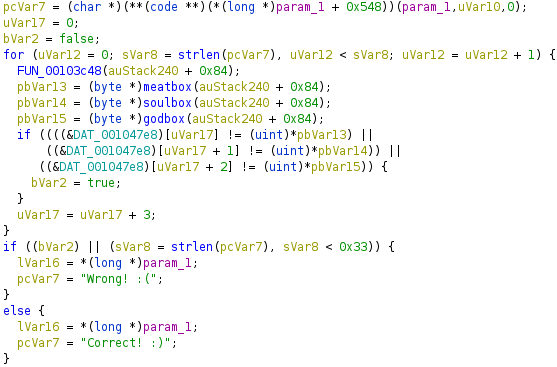 pcVar7 = (char *)(**(code **)(*(long *)param_1 + 0x548))(param_1,uVar10,0);
uVar17 = 0;
bVar2 = false;
for (uVar12 = 0; sVar8 = strlen(pcVar7), uVar12 < sVar8; uVar12 = uVar12 + 1) {
FUN_00103c48(auStack240 + 0x84);
pbVar13 = (byte *)meatbox(auStack240 + 0x84);
pbVar14 = (byte *)soulbox(auStack240 + 0x84);
pbVar15 = (byte *)godbox(auStack240 + 0x84);
if ((((&DAT_001047e8)[uVar17] != (uint)*pbVar13) ||
((&DAT_001047e8)[uVar17 + 1] != (uint)*pbVar14)) ||
((&DAT_001047e8)[uVar17 + 2] != (uint)*pbVar15)) {
bVar2 = true;
}
uVar17 = uVar17 + 3;
}
if ((bVar2) || (sVar8 = strlen(pcVar7), sVar8 < 0x33)) {
lVar16 = *(long *)param_1;
pcVar7 = "Wrong! :(";
}
else {
lVar16 = *(long *)param_1;
pcVar7 = "Correct! :)";
}